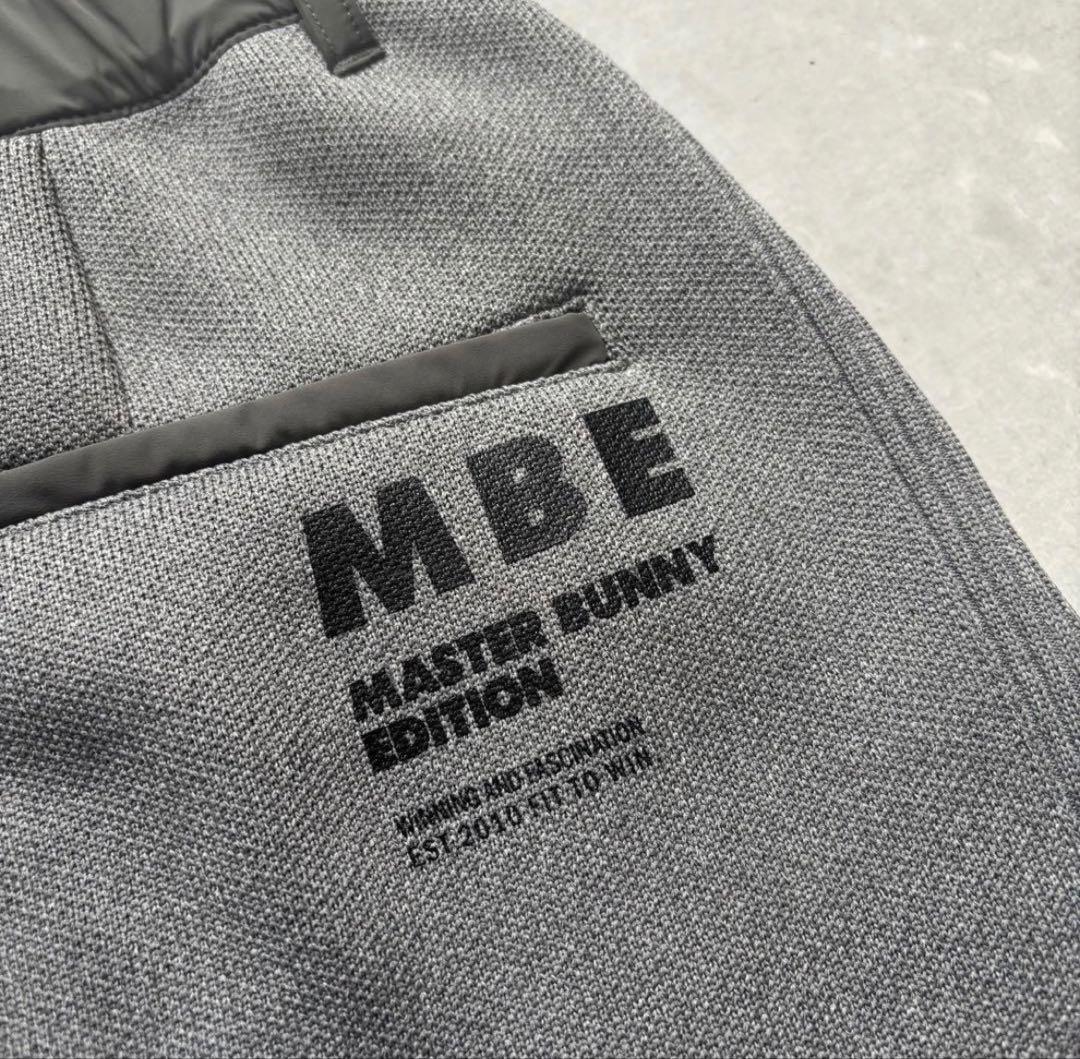 MBE
MASTER BUNNY
EDITION
WINNING AND FASCINATION
EST.2010 FIT TO WIN.